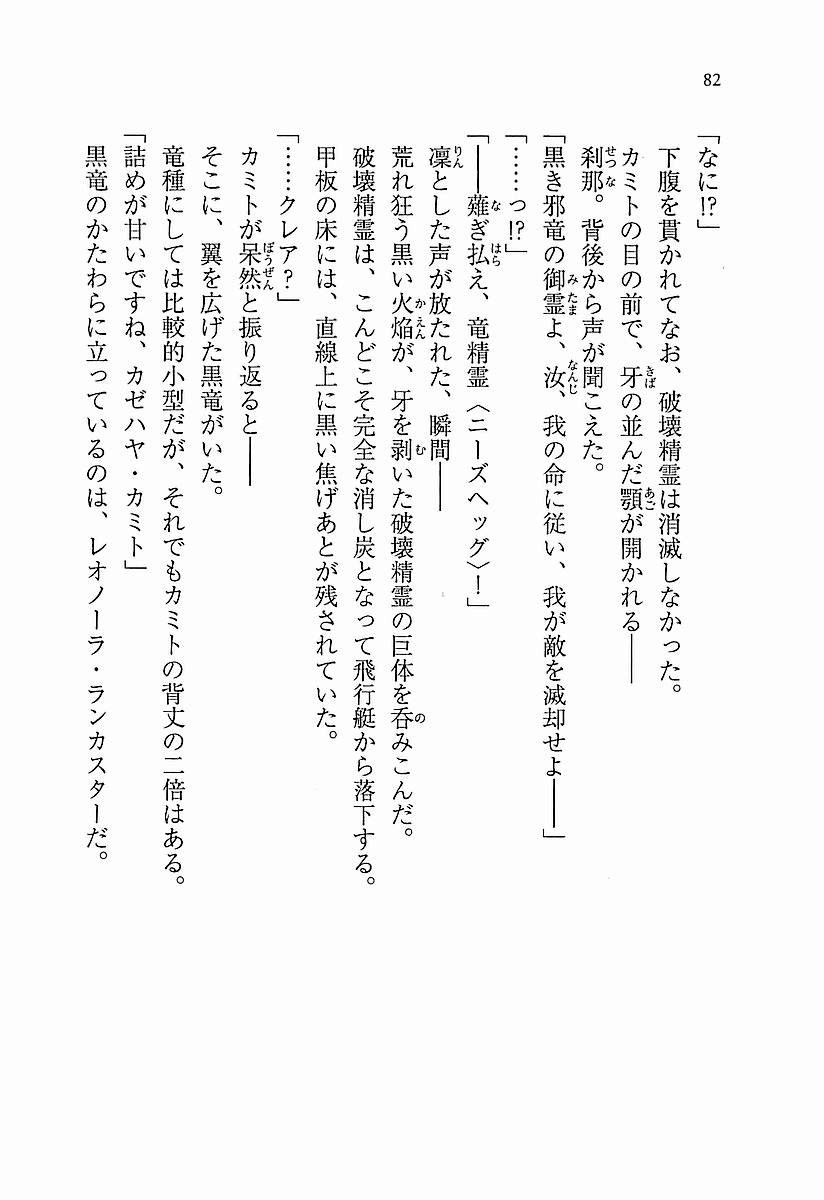 82
「なに!?」
下腹を貫かれてなお、破壊精霊は消滅しなかった。
カミトの目の前で、牙の並んだ顎が開かれる――
刹那。背後から声が聞こえた。
「黒き邪竜の御霊よ、汝、我の命に従い、我が敵を滅却せよ――」
「……っ!?」
「――薙ぎ払え、竜精霊〈ニーズヘッグ〉!」
凜とした声が放たれた、瞬間――
荒れ狂う黒い火焔が、牙を剥いた破壊精霊の巨体を呑みこんだ。
破壊精霊は、こんどこそ完全な消し炭となって飛行艇から落下する。
甲板の床には、直線上に黒い焦げあとが残されていた。
「……クレア?」
カミトが呆然と振り返ると――
そこに、翼を広げた黒竜がいた。
竜種にしては比較的小型だが、それでもカミトの背丈の二倍はある。
「詰めが甘いですね、カゼハヤ・カミト」
黒竜のかたわらに立っているのは、レオノーラ・ランカスターだ。